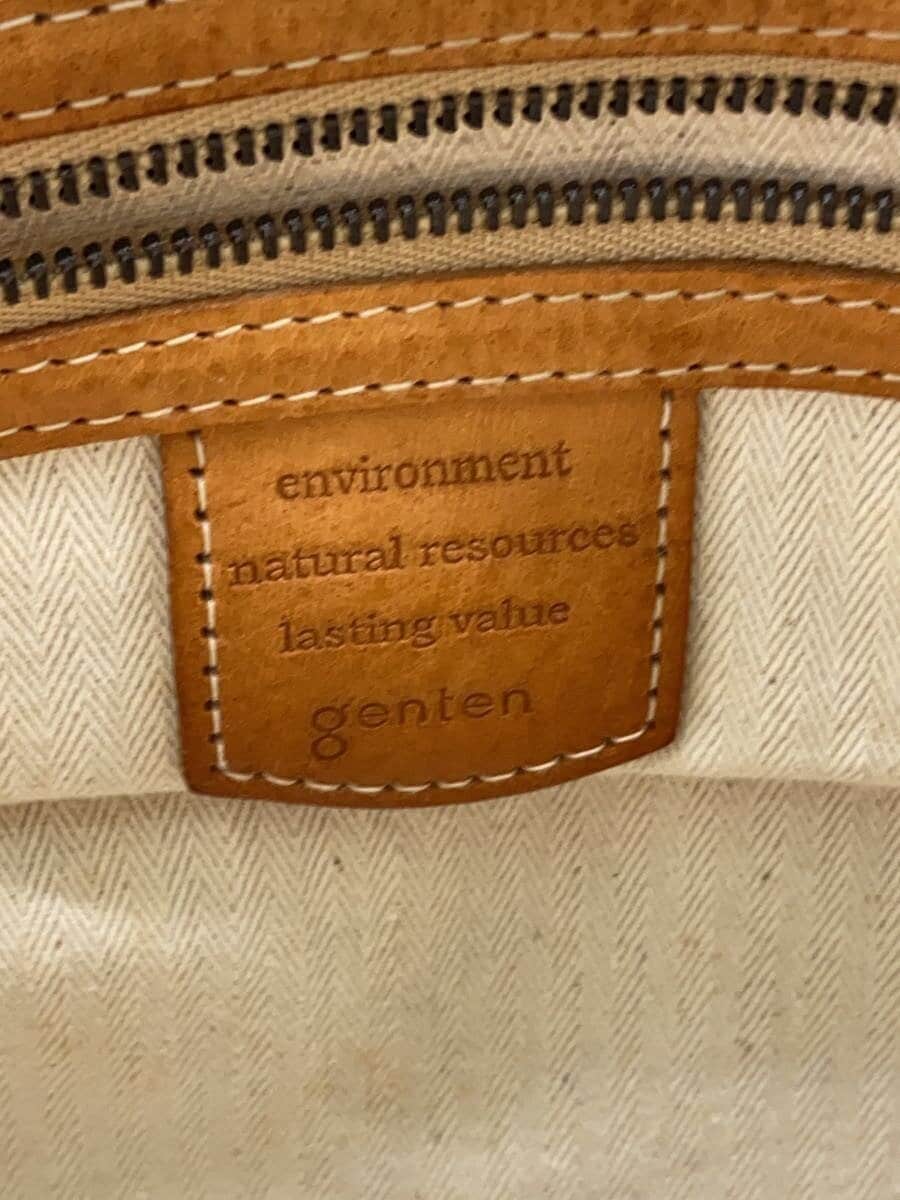 environment
natural resources
lasting value
genten